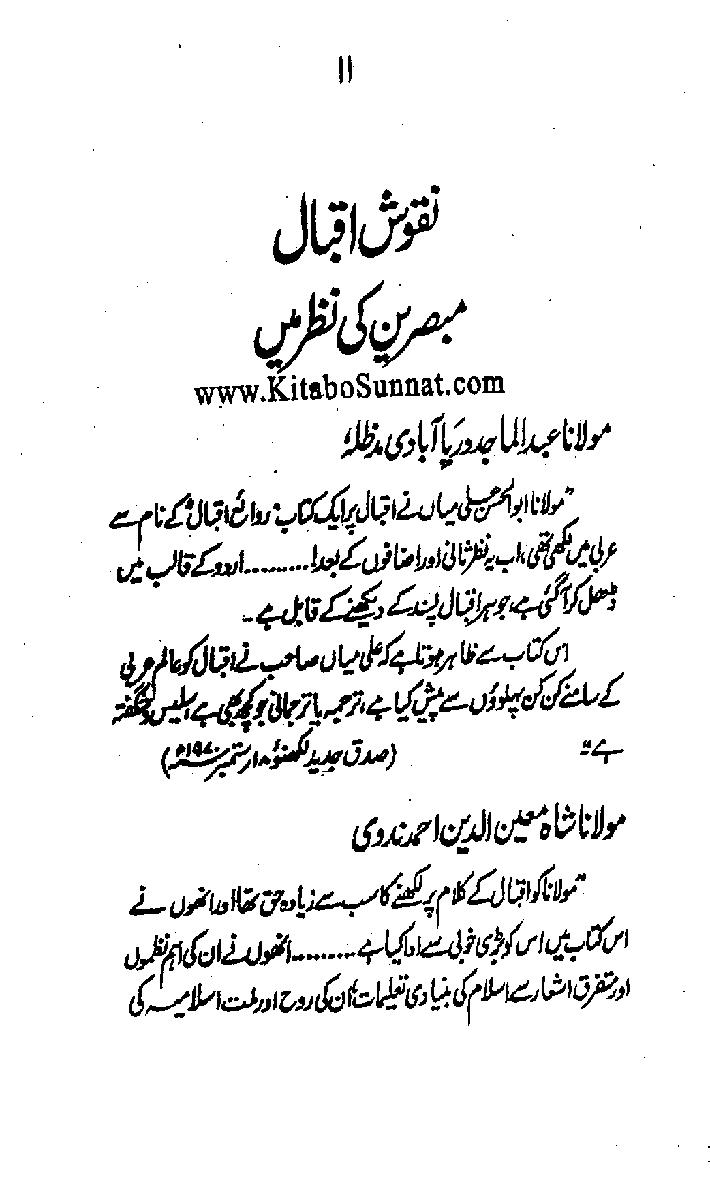 ۱۱
نقوش اقبال
مبصرین کی نظر میں
www.KitaboSunnat.com
مولانا عبدالماجد دریاآبادی مدظلہٗ
"مولانا ابوالحسن علی میاں نے اقبال پر ایک کتاب "روائع اقبال" کے نام سے
عربی میں لکھی تھی، اب یہ نظر ثانی اور اضافوں کے بعد ا.......... اردو کے قالب میں
ڈھل کر آگئی ہے، جو ہر اقبال پسند کے دیکھنے کے قابل ہے۔
اس کتاب سے ظاہر ہوتا ہے کہ علی میاں صاحب نے اقبال کو عالم عربی
کے سامنے کن کن پہلوؤں سے پیش کیا ہے، ترجمہ یا ترجمانی جو کچھ بھی ہے سلیس و شگفتہ
ہے" (صدق جدید لکھنؤ ستمبر ۱۹۷۰ء)
مولانا شاہ معین الدین احمد ندوی
"مولانا کو اقبال کے کلام پر لکھنے کا سب سے زیادہ حق تھا اور انھوں نے
اس کتاب میں اس کو بڑی خوبی سے ادا کیا ہے .......... انھوں نے ان کی اہم نظموں
اور متفرق اشعار سے اسلام کی بنیادی تعلیمات، ان کی روح اور ملت اسلامیہ کی